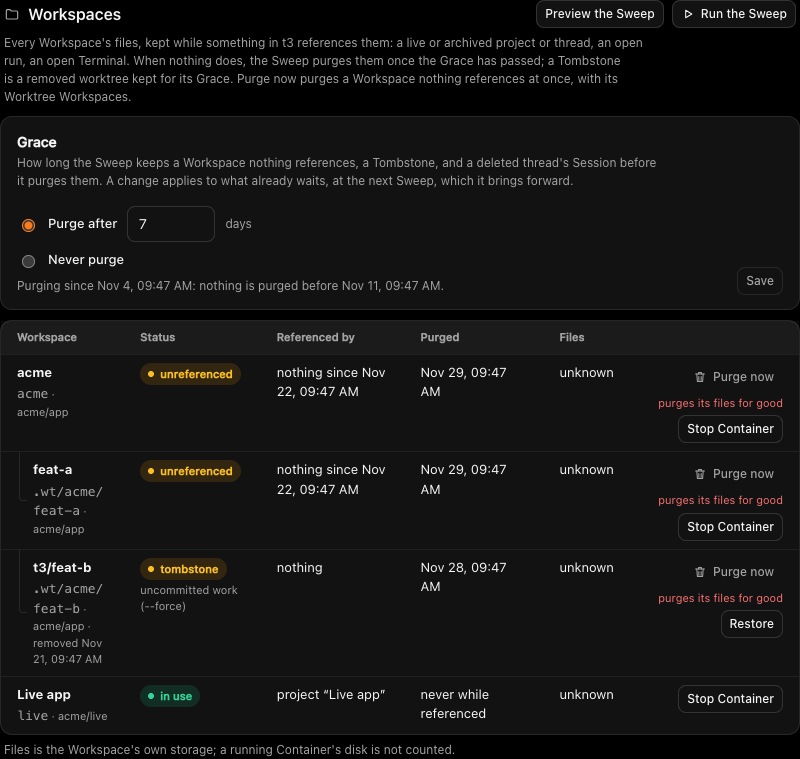 Workspaces
Preview the Sweep
Run the Sweep
Every Workspace's files, kept while something in t3 references them: a live or archived project or thread, an open
run, an open Terminal. When nothing does, the Sweep purges them once the Grace has passed; a Tombstone
is a removed worktree kept for its Grace. Purge now purges a Workspace nothing references at once, with its
Worktree Workspaces.
Grace
How long the Sweep keeps a Workspace nothing references, a Tombstone, and a deleted thread's Session before
it purges them. A change applies to what already waits, at the next Sweep, which it brings forward.
Purge after 7 days
Never purge
Purging since Nov 4, 09:47 AM: nothing is purged before Nov 11, 09:47 AM.
Save
Workspace Status Referenced by Purged Files
acme
acme ·
acme/app
unreferenced
nothing since Nov
22, 09:47 AM
Nov 29, 09:47
AM
unknown
Purge now
purges its files for good
Stop Container
feat-a
.wt/acme/
feat-a ·
acme/app
unreferenced
nothing since Nov
22, 09:47 AM
Nov 29, 09:47
AM
unknown
Purge now
purges its files for good
Stop Container
t3/feat-b
.wt/acme/
feat-b ·
acme/app ·
removed Nov
21, 09:47 AM
tombstone
uncommitted work
(--force)
nothing
Nov 28, 09:47
AM
unknown
Purge now
purges its files for good
Restore
Live app
live · acme/live
in use
project “Live app”
never while
referenced
unknown
Stop Container
Files is the Workspace's own storage; a running Container's disk is not counted.